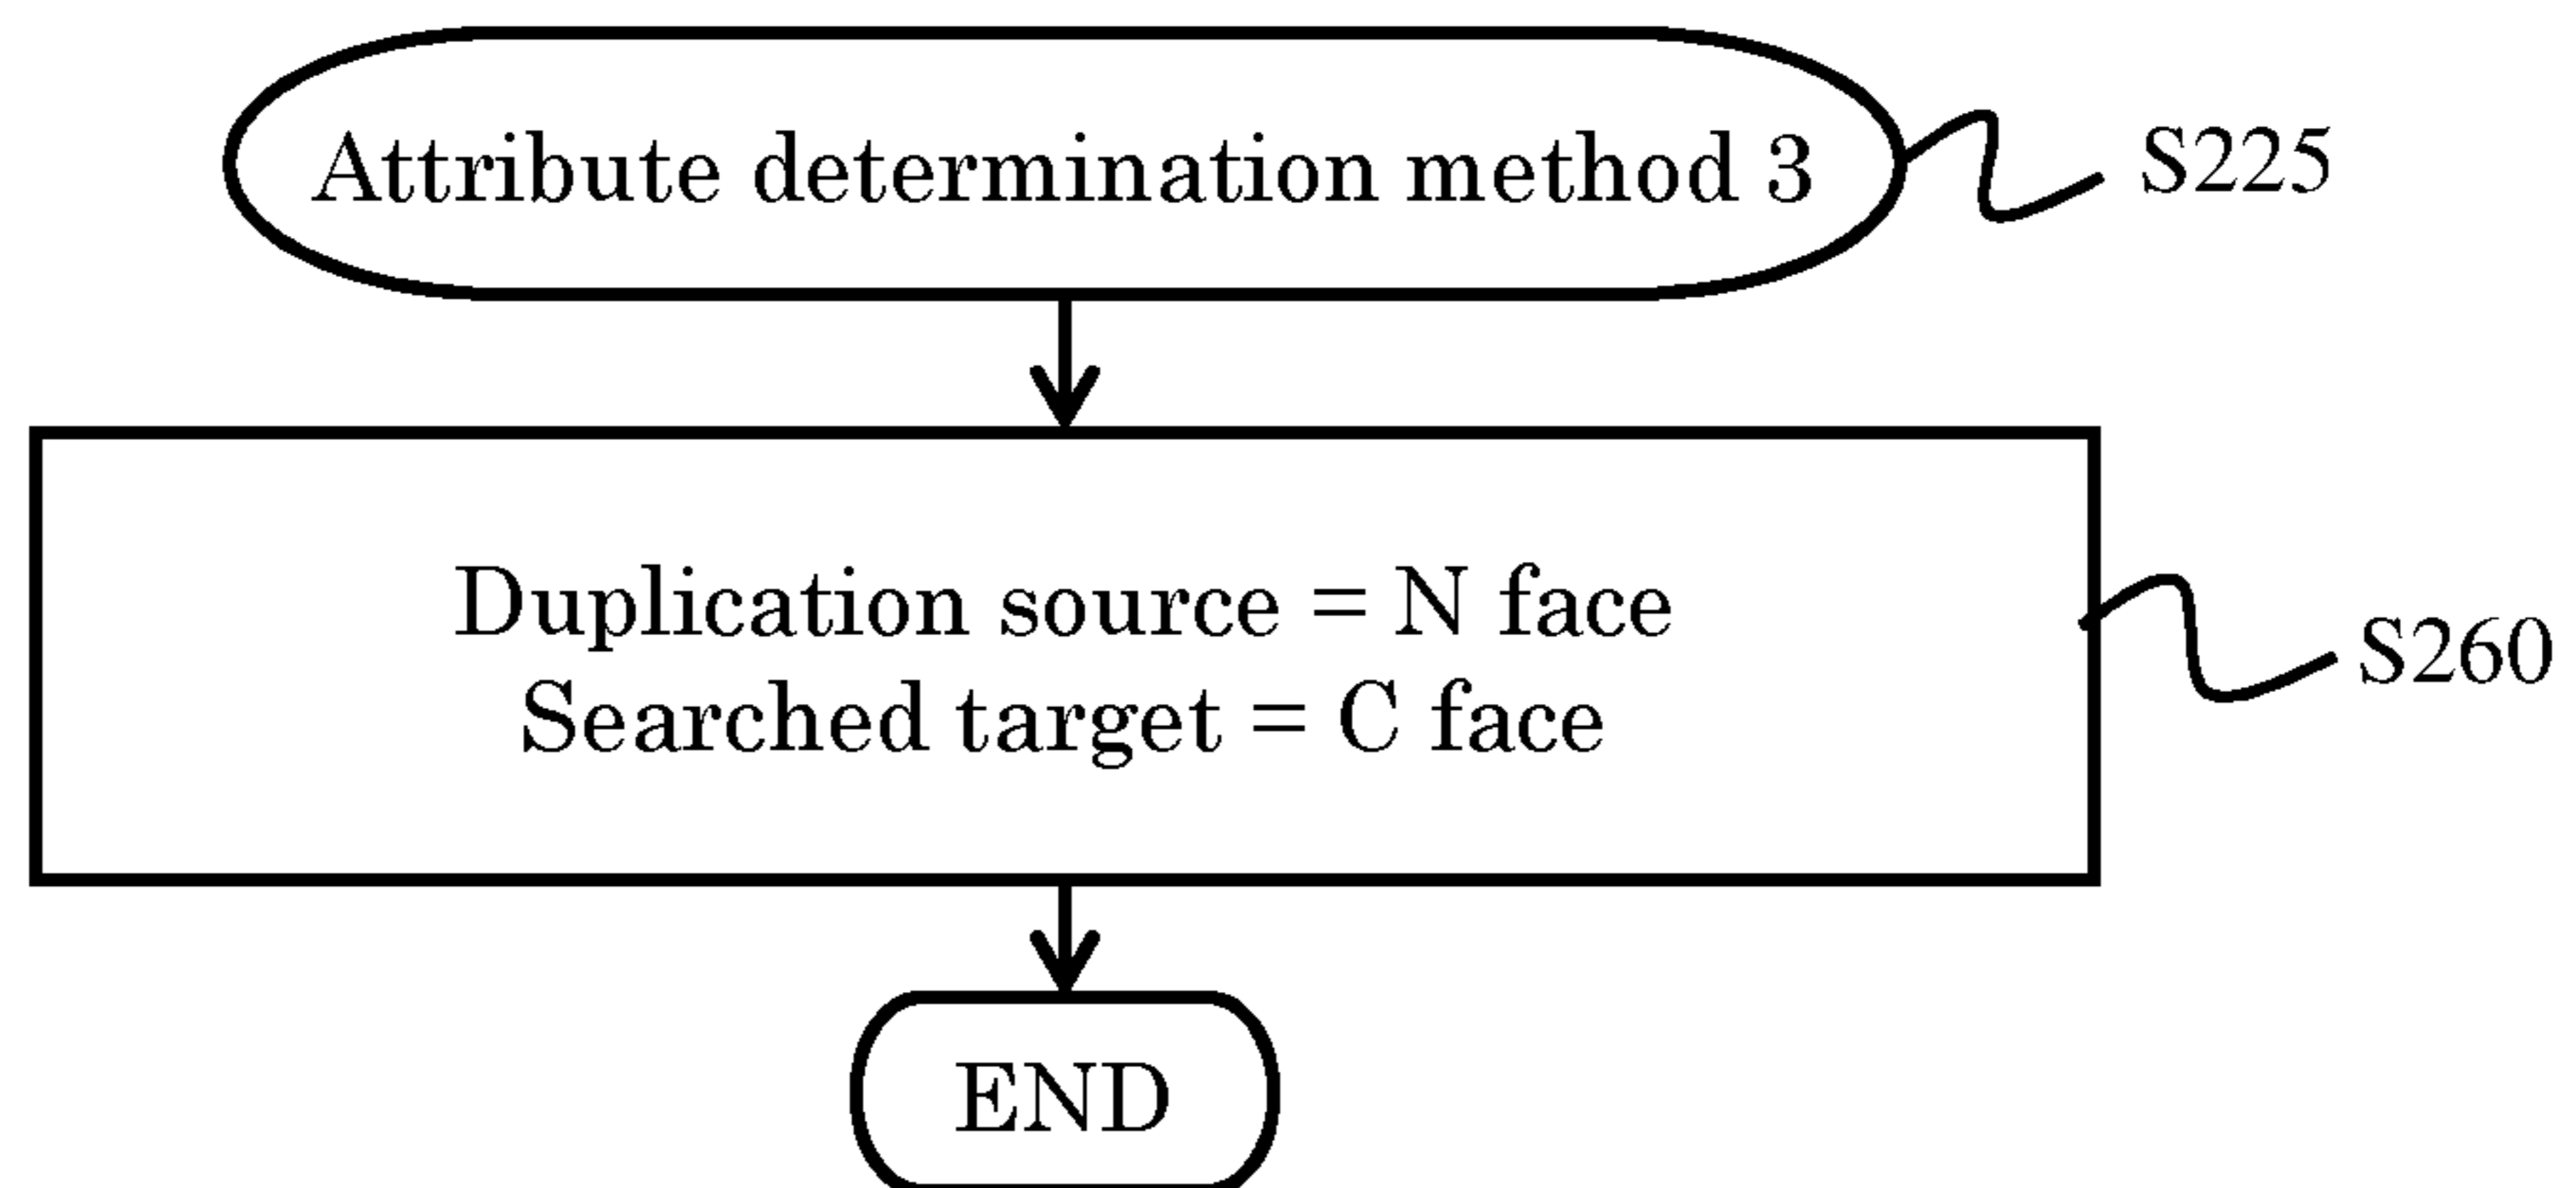 Attribute determination method 3
S225
Duplication source = N face
Searched target = C face
S260
END